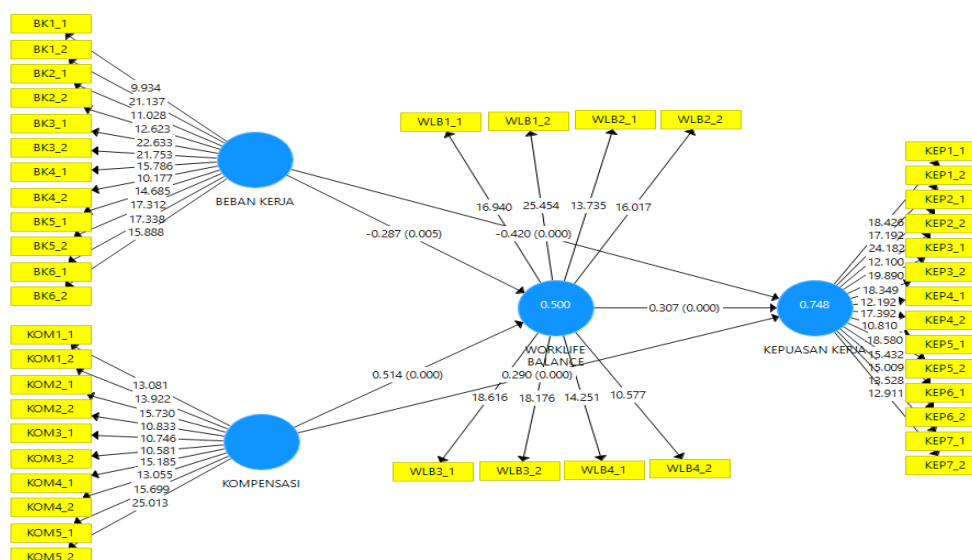 BK1_1
BK1_2
BK2_1
BK2_2
BK3_1
BK3_2
BK4_1
BK4_2
BK5_1
BK5_2
BK6_1
BK6_2
9.934
21.137
11.028
12.623
22.633
21.753
15.786
10.177
14.685
17.312
17.338
15.888
BEBAN KERJA
KOM1_1
KOM1_2
KOM2_1
KOM2_2
KOM3_1
KOM3_2
KOM4_1
KOM4_2
KOM5_1
KOM5_2
13.081
13.922
15.730
10.833
10.746
10.581
15.185
13.055
15.699
25.013
KOMPENSASI
-0.287 (0.005)
-0.420 (0.000)
0.514 (0.000)
0.290 (0.000)
0.307 (0.000)
WLB1_1
WLB1_2
WLB2_1
WLB2_2
16.940
25.454
13.735
16.017
0.500
WORKLIFE
BALANCE
18.616
18.176
14.251
10.577
WLB3_1
WLB3_2
WLB4_1
WLB4_2
0.748
KEPUASAN KERJA
18.426
17.192
24.182
12.100
19.890
18.349
12.192
17.392
10.810
18.580
15.432
15.009
13.528
12.911
KEP1_1
KEP1_2
KEP2_1
KEP2_2
KEP3_1
KEP3_2
KEP4_1
KEP4_2
KEP5_1
KEP5_2
KEP6_1
KEP6_2
KEP7_1
KEP7_2